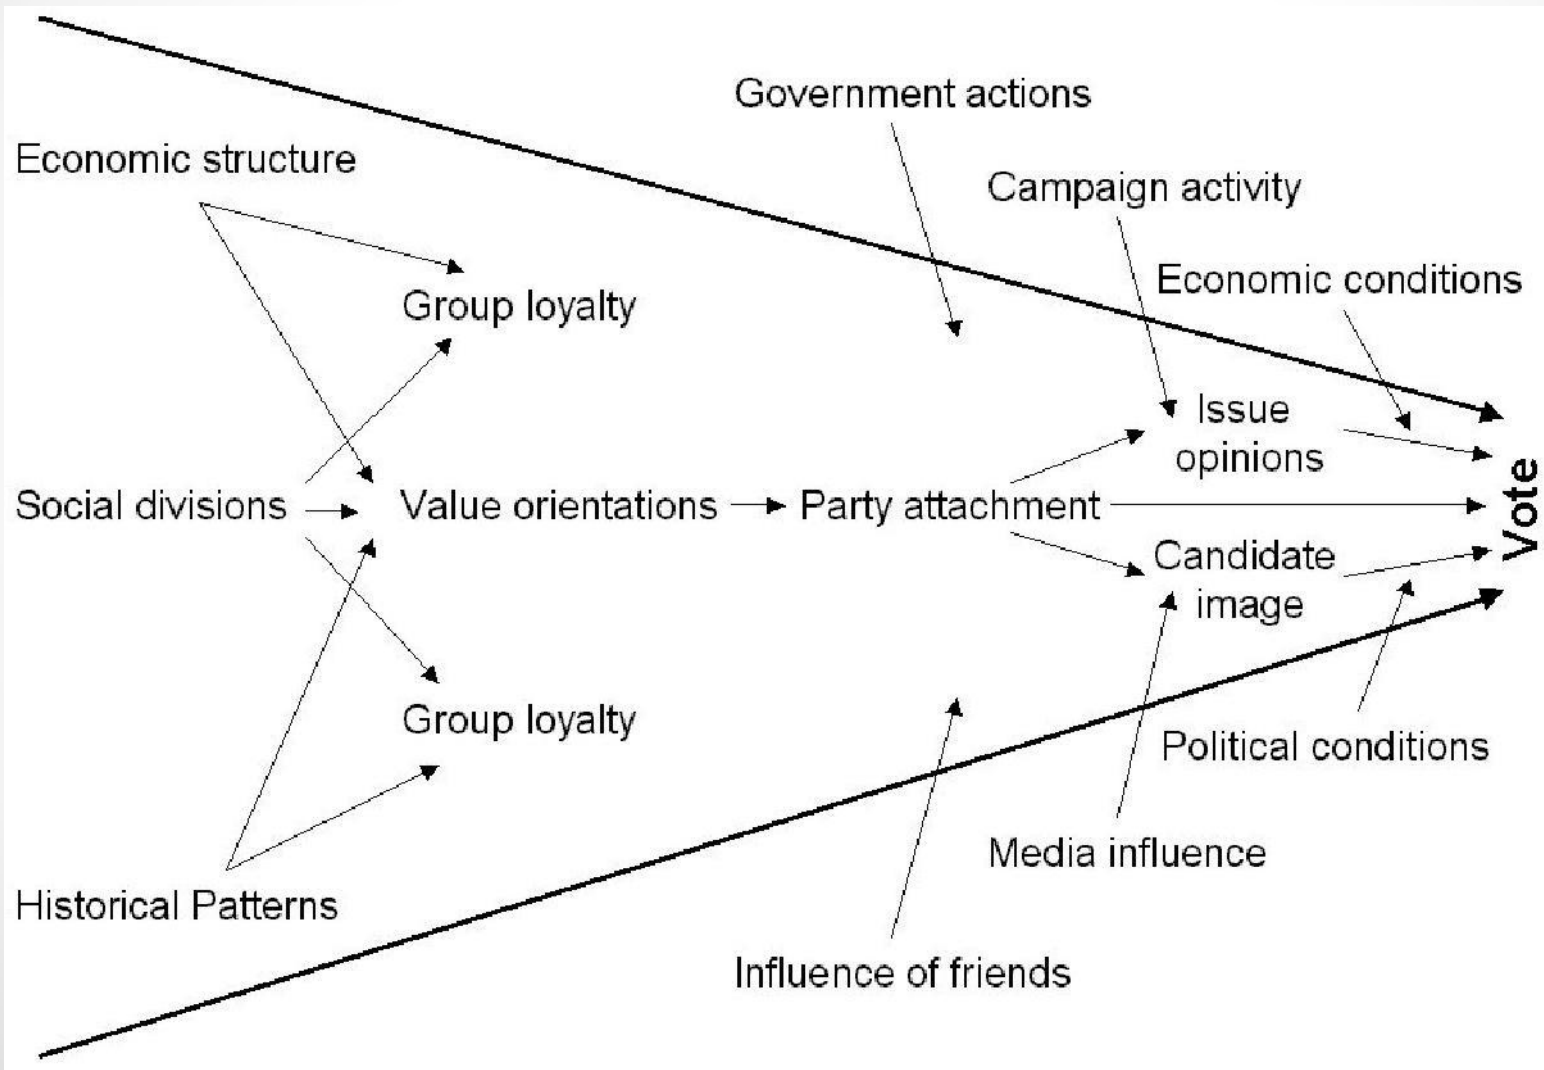 Government actions
Economic structure
Campaign activity
Economic conditions
Group loyalty
Issue
opinions
Social divisions
Value orientations
Party attachment
Vote
Candidate
image
Group loyalty
Political conditions
Media influence
Historical Patterns
Influence of friends